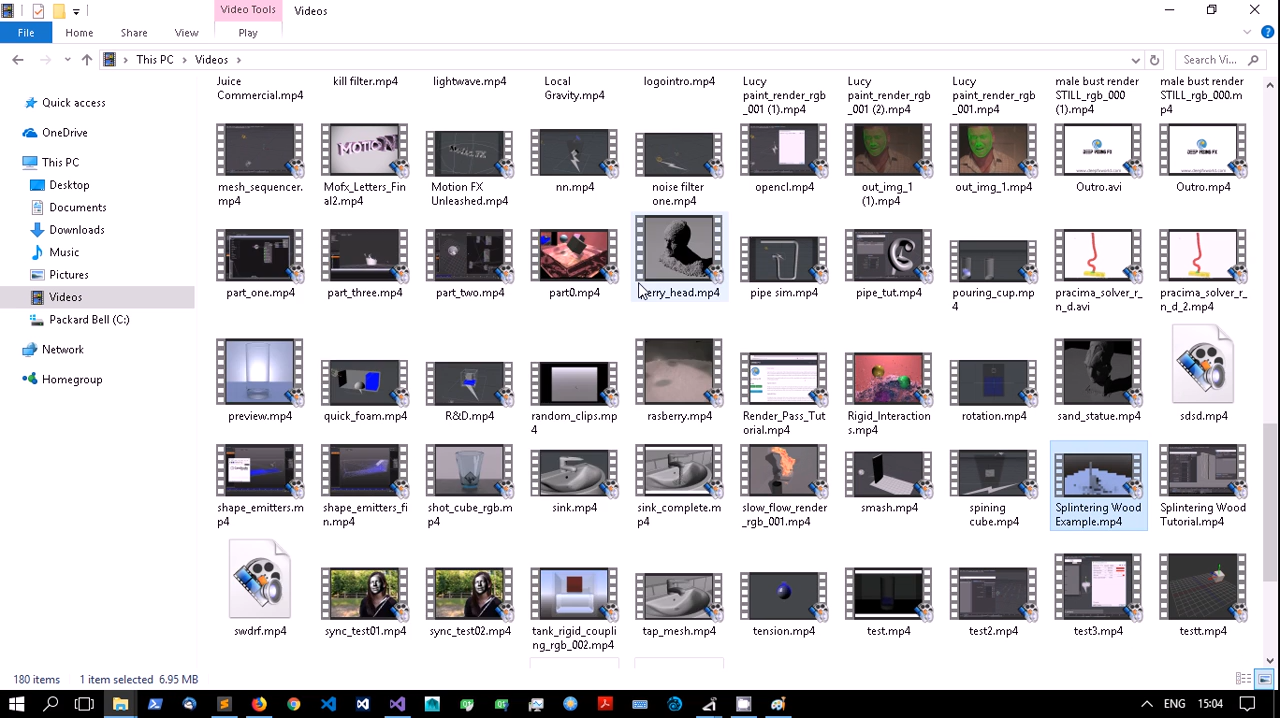 Video Tools
Videos
File
Home
Share
View
Play
This PC
Videos
Search Vi...
Quick access
OneDrive
This PC
Desktop
Documents
Downloads
Music
Pictures
Videos
Packard Bell (C:)
Network
Homegroup
Juice
Commercial.mp4
kill filter.mp4
lightwave.mp4
Local
Gravity.mp4
logointro.mp4
Lucy
paint_render_rgb
_001 (1).mp4
Lucy
paint_render_rgb
_001 (2).mp4
Lucy
paint_render_rgb
_001.mp4
male bust render
STILL_rgb_000
(1).mp4
male bust render
STILL_rgb_000.m
p4
mesh_sequencer.
mp4
Mofx_Letters_Fin
al2.mp4
Motion FX
Unleashed.mp4
nn.mp4
noise filter
one.mp4
opencl.mp4
out_img_1
(1).mp4
out_img_1.mp4
Outro.avi
Outro.mp4
part_one.mp4
part_three.mp4
part_two.mp4
part0.mp4
erry_head.mp4
pipe sim.mp4
pipe_tut.mp4
pouring_cup.mp
4
pracima_solver_r_
n_d.avi
pracima_solver_r_
n_d_2.mp4
preview.mp4
quick_foam.mp4
R&D.mp4
random_clips.mp
4
rasberry.mp4
Render_Pass_Tut
orial.mp4
Rigid_Interaction
s.mp4
rotation.mp4
sand_statue.mp4
sdsd.mp4
shape_emitters.m
p4
shape_emitters_fi
n.mp4
shot_cube_rgb.m
p4
sink.mp4
sink_complete.m
p4
slow_flow_render
_rgb_001.mp4
smash.mp4
spining
cube.mp4
Splintering Wood
Example.mp4
Splintering Wood
Tutorial.mp4
swdrf.mp4
sync_test01.mp4
sync_test02.mp4
tank_rigid_coupli
ng_rgb_002.mp4
tap_mesh.mp4
tension.mp4
test.mp4
test2.mp4
test3.mp4
testt.mp4
180 items
1 item selected 6.95 MB
ENG
15:04